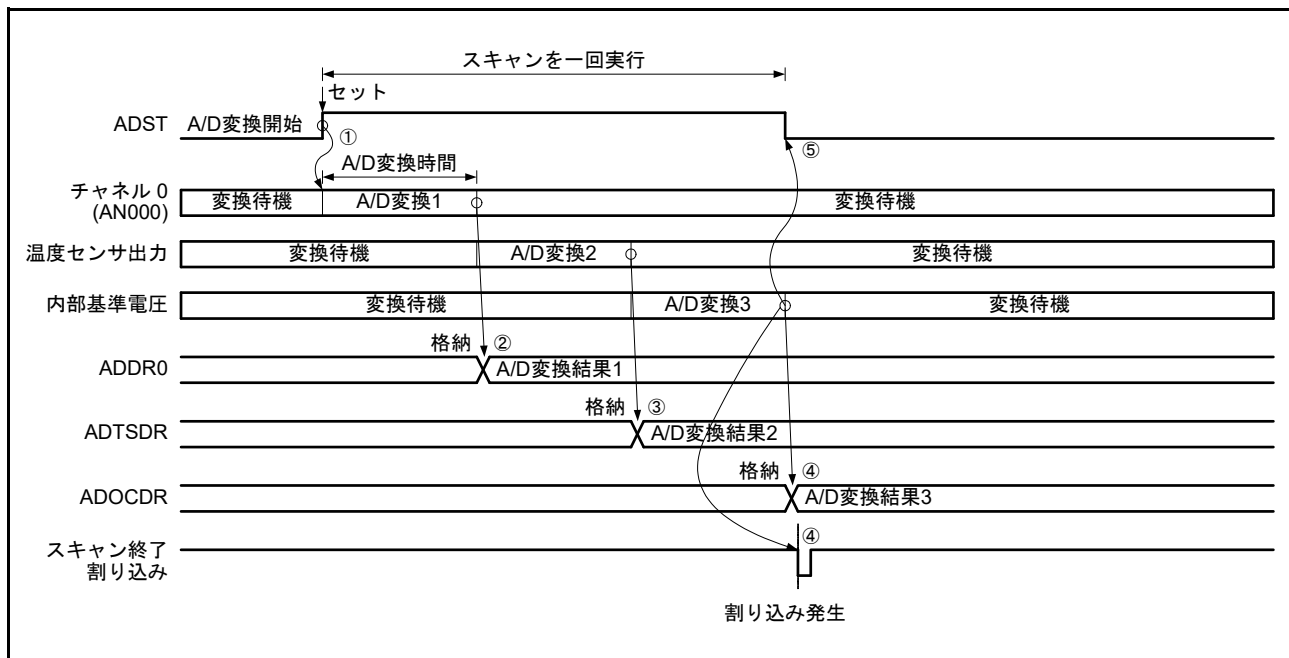 スキャンを一回実行
セット
ADST A/D変換開始 ① ⑤
A/D変換時間
チャネル 0
(AN000)
変換待機 A/D変換1 変換待機
温度センサ出力 変換待機 A/D変換2 変換待機
内部基準電圧 変換待機 A/D変換3 変換待機
格納 ②
ADDR0 A/D変換結果1
格納 ③
ADTSDR A/D変換結果2
格納 ④
ADOCDR A/D変換結果3
スキャン終了
割り込み
④
割り込み発生